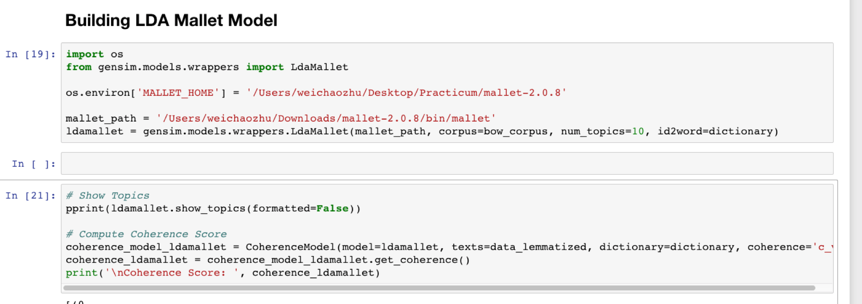 Building LDA Mallet Model
In [19]: import os
from gensim.models.wrappers import LdaMallet
os.environ['MALLET_HOME'] = '/Users/weichaozhu/Desktop/Practicum/mallet-2.0.8'
mallet_path = '/Users/weichaozhu/Downloads/mallet-2.0.8/bin/mallet'
ldamallet = gensim.models.wrappers.LdaMallet(mallet_path, corpus=bow_corpus, num_topics=10, id2word=dictionary)
In [ ]:
In [21]: # Show Topics
pprint(ldamallet.show_topics(formatted=False))
# Compute Coherence Score
coherence_model_ldamallet = CoherenceModel(model=ldamallet, texts=data_lemmatized, dictionary=dictionary, coherence='c_
coherence_ldamallet = coherence_model_ldamallet.get_coherence()
print('\nCoherence Score: ', coherence_ldamallet)